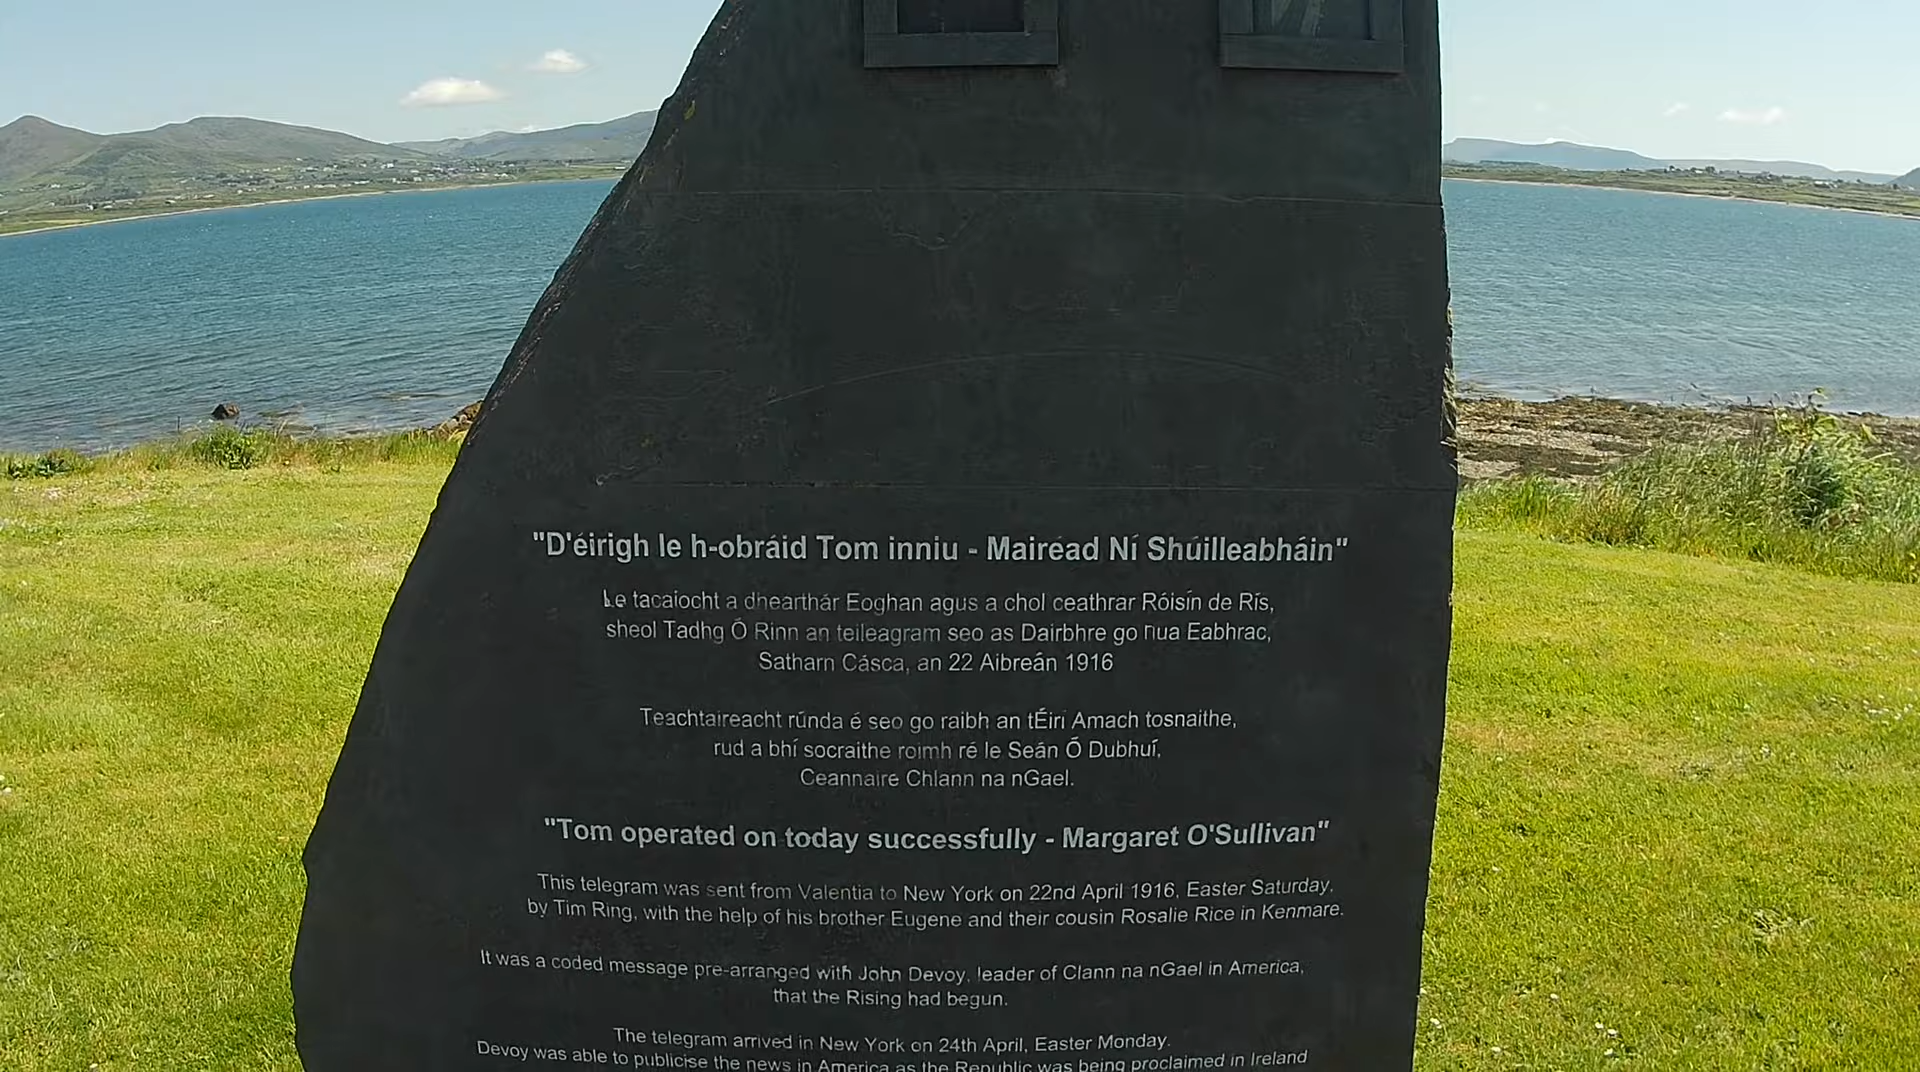 "D'éirigh le h-obráid Tom inniu - Mairéad Ní Shúilleabháin"
Le tacaíocht a dhearthár Eoghan agus a chol ceathrar Róisín de Rís,
sheol Tadhg Ó Rinn an teileagram seo as Dairbhre go Nua Eabhrac,
Satharn Cásca, an 22 Aibreán 1916
Teachtaireacht rúnda é seo go raibh an tÉirí Amach tosnaithe,
rud a bhí socraithe roimh ré le Seán Ó Dubhuí,
Ceannaire Chlann na nGael.
"Tom operated on today successfully - Margaret O'Sullivan"
This telegram was sent from Valentia to New York on 22nd April 1916, Easter Saturday,
by Tim Ring, with the help of his brother Eugene and their cousin Rosalie Rice in Kenmare.
It was a coded message pre-arranged with John Devoy, leader of Clann na nGael in America,
that the Rising had begun.
The telegram arrived in New York on 24th April, Easter Monday.
Devoy was able to publicise the news in America as the Republic was being proclaimed in Ireland